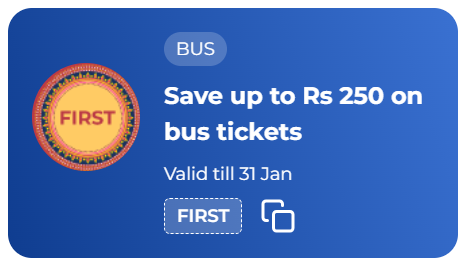 BUS
FIRST
Save up to Rs 250 on
bus tickets
Valid till 31 Jan
FIRST